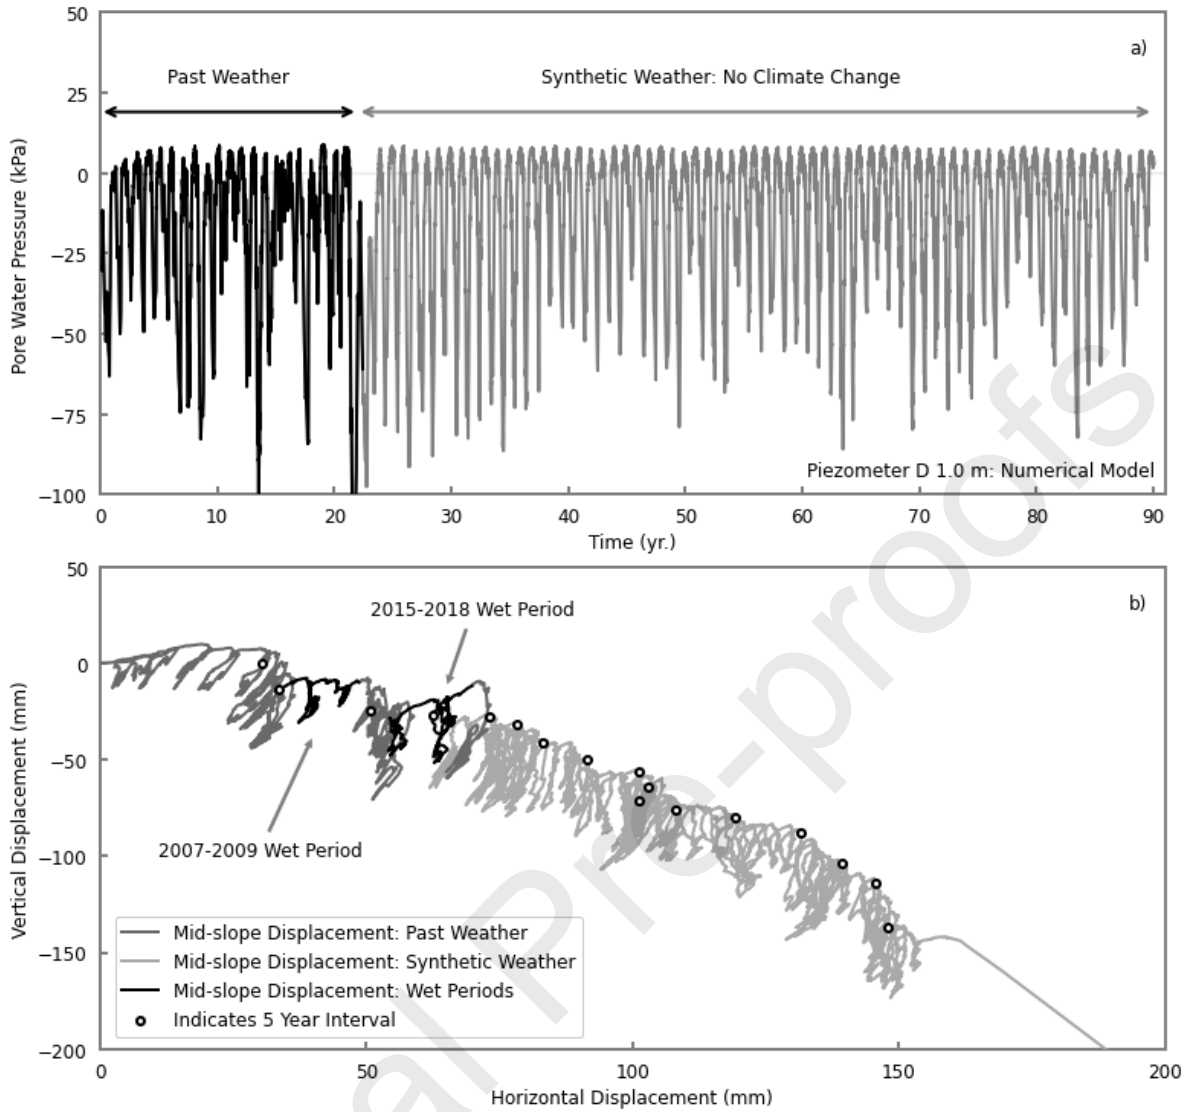 50
a)
Past Weather
Synthetic Weather: No Climate Change
25
0
−25
−50
−75
−100
Pore Water Pressure (kPa)
Piezometer D 1.0 m: Numerical Model
0 10 20 30 40 50 60 70 80 90
Time (yr.)
50
b)
2015-2018 Wet Period
0
−50
−100
−150
−200
Vertical Displacement (mm)
2007-2009 Wet Period
Mid-slope Displacement: Past Weather
Mid-slope Displacement: Synthetic Weather
Mid-slope Displacement: Wet Periods
Indicates 5 Year Interval
0 50 100 150 200
Horizontal Displacement (mm)
al Pre-proofs